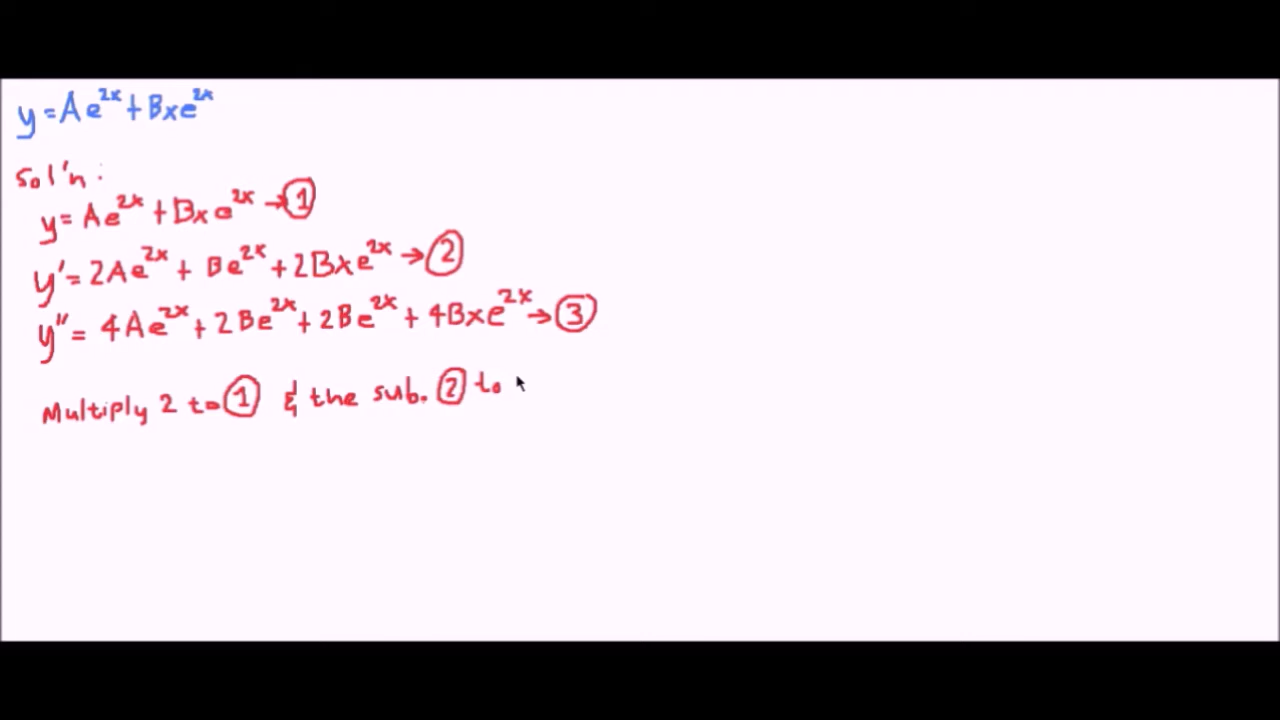 y = Ae^{2x} + Bxe^{2x}
Sol'n :
y = Ae^{2x} + Bxe^{2x} → ①
y' = 2Ae^{2x} + Be^{2x} + 2Bxe^{2x} → ②
y" = 4Ae^{2x} + 2Be^{2x} + 2Be^{2x} + 4Bxe^{2x} → ③
Multiply 2 to ① & the sub. ② to